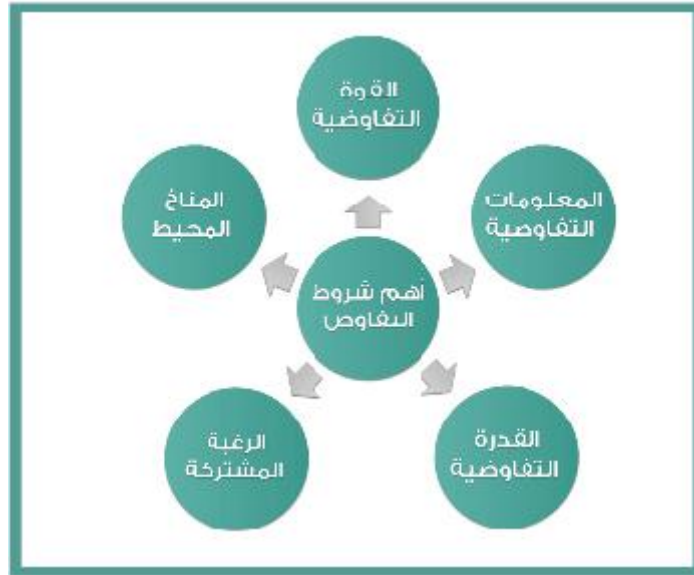 القوة
التفاوضية
المعلومات
التفاوضية
القدرة
التفاوضية
الرغبة
المشتركة
المناخ
المحيط
أهم شروط
التفاوض